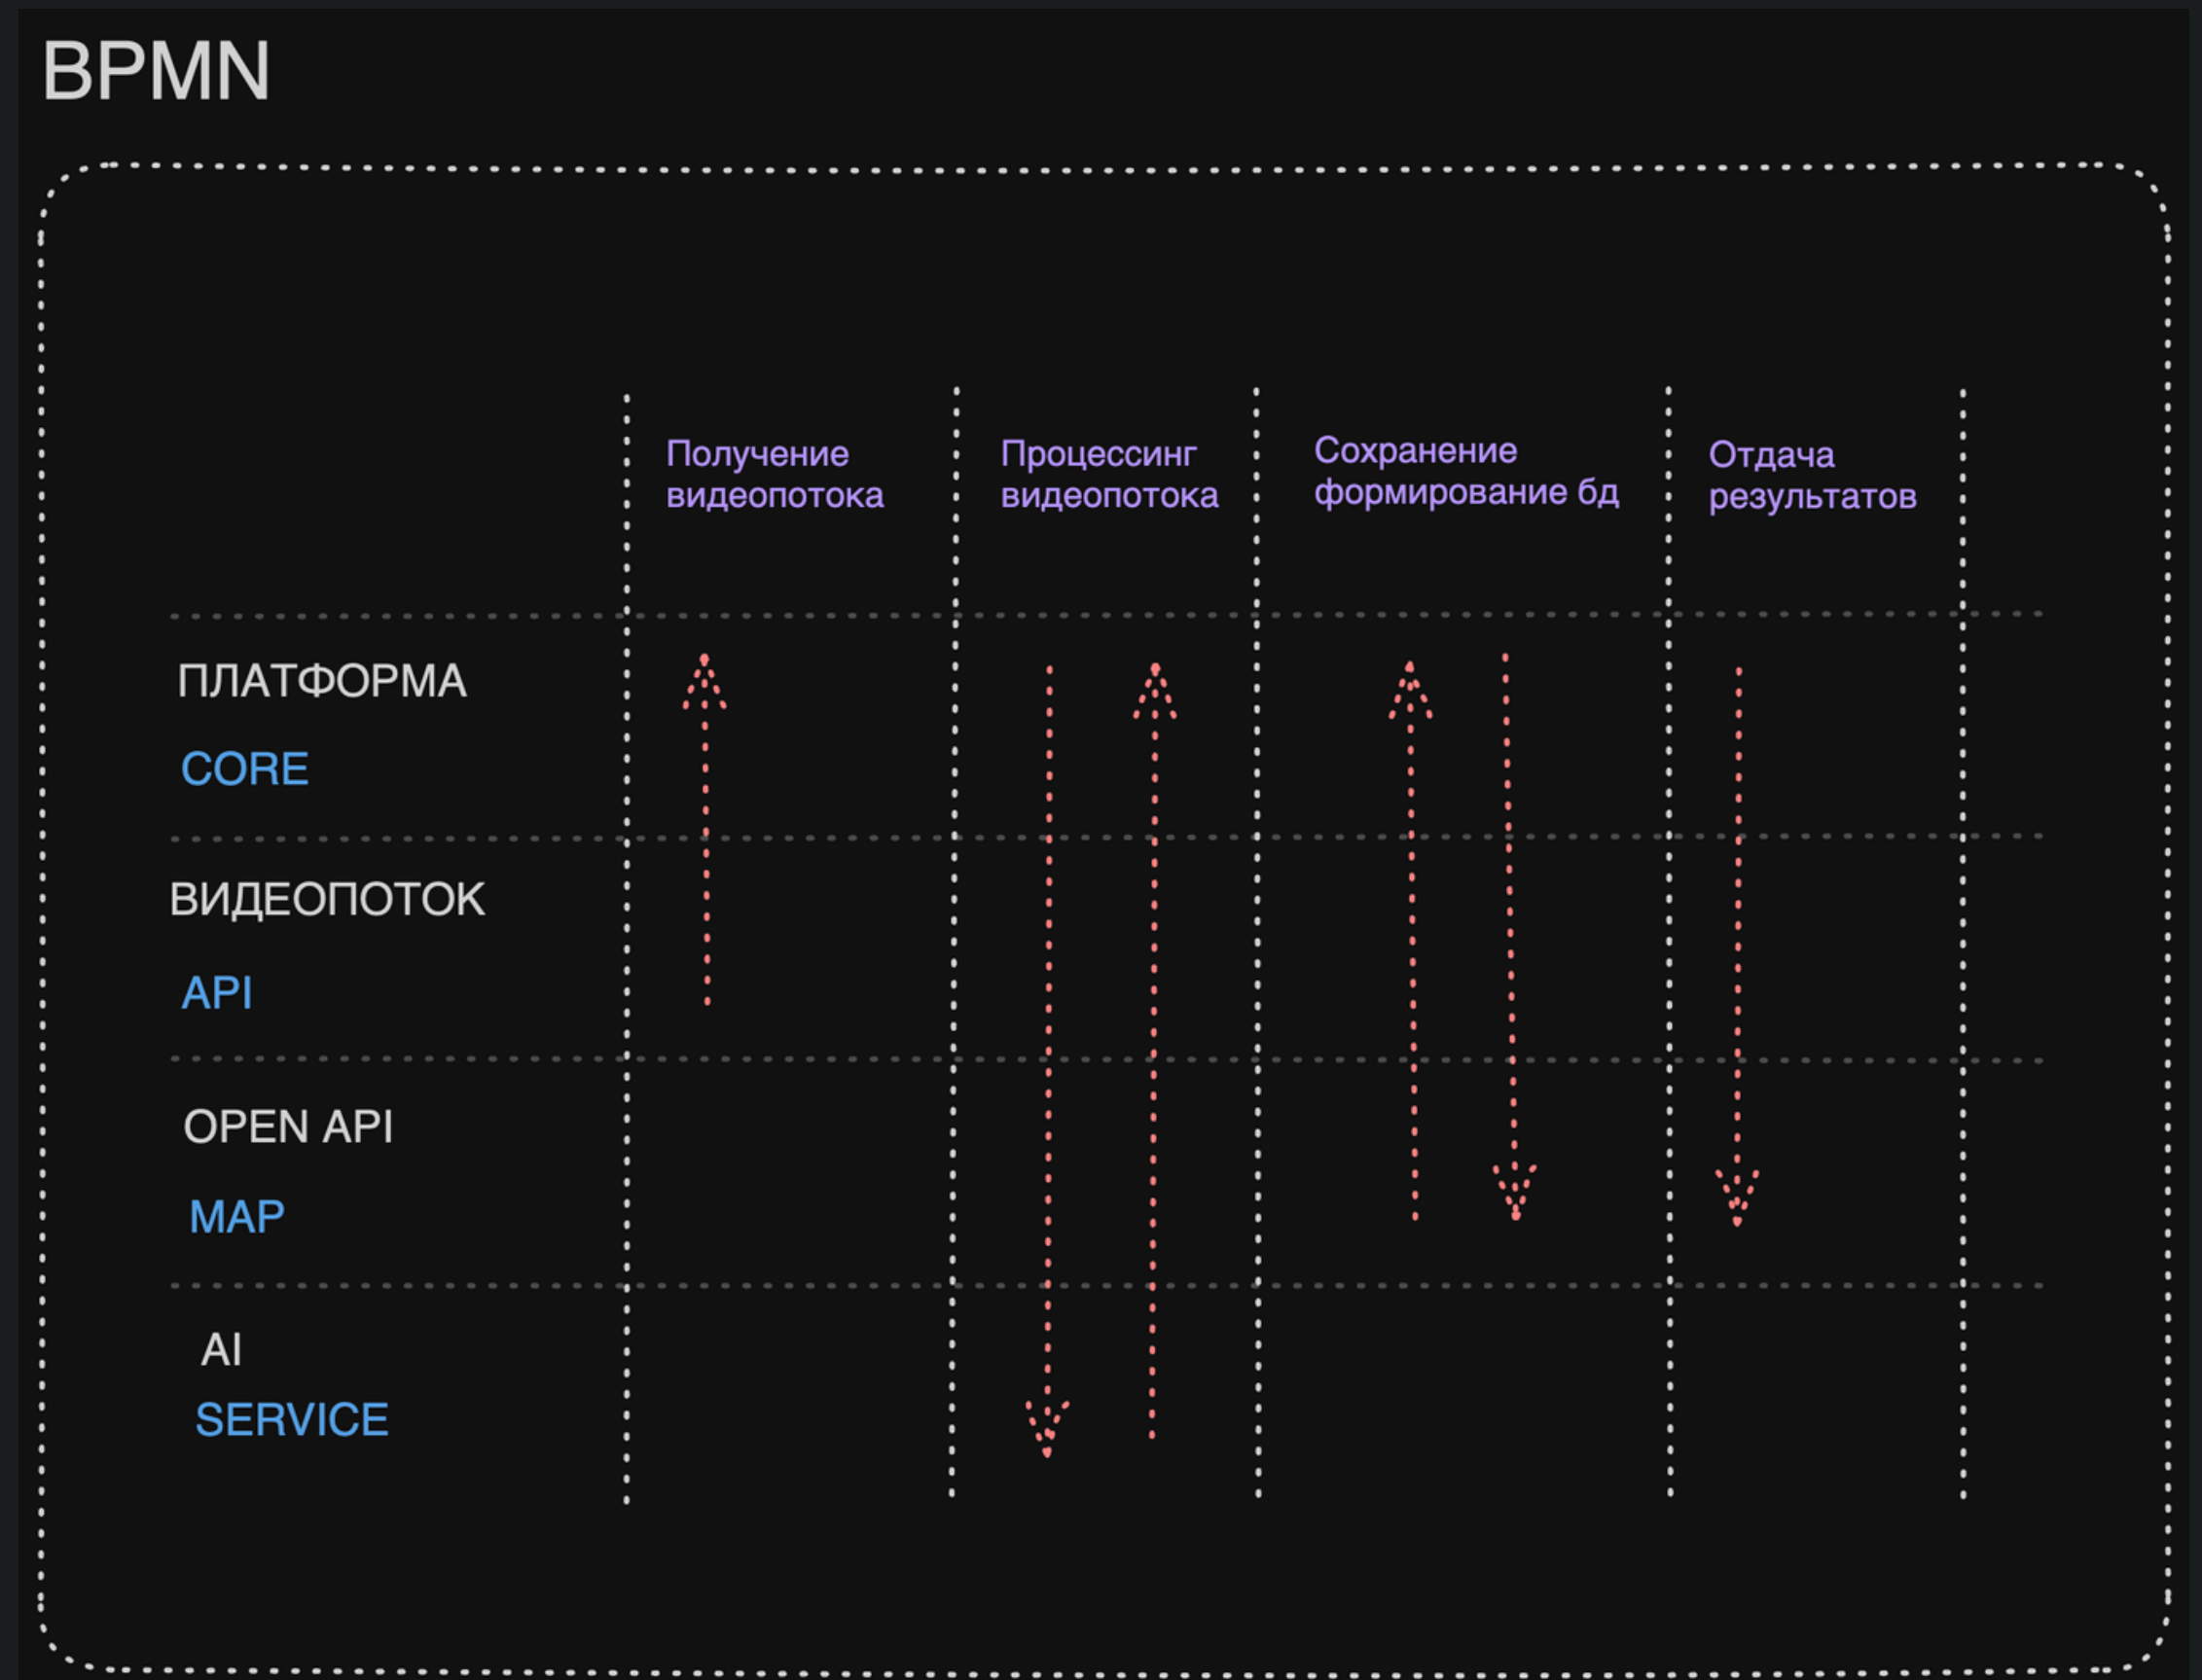 BPMN
Получение
видеопотока
Процессинг
видеопотока
Сохранение
формирование бд
Отдача
результатов
ПЛАТФОРМА
CORE
ВИДЕОПОТОК
API
OPEN API
MAP
AI
SERVICE